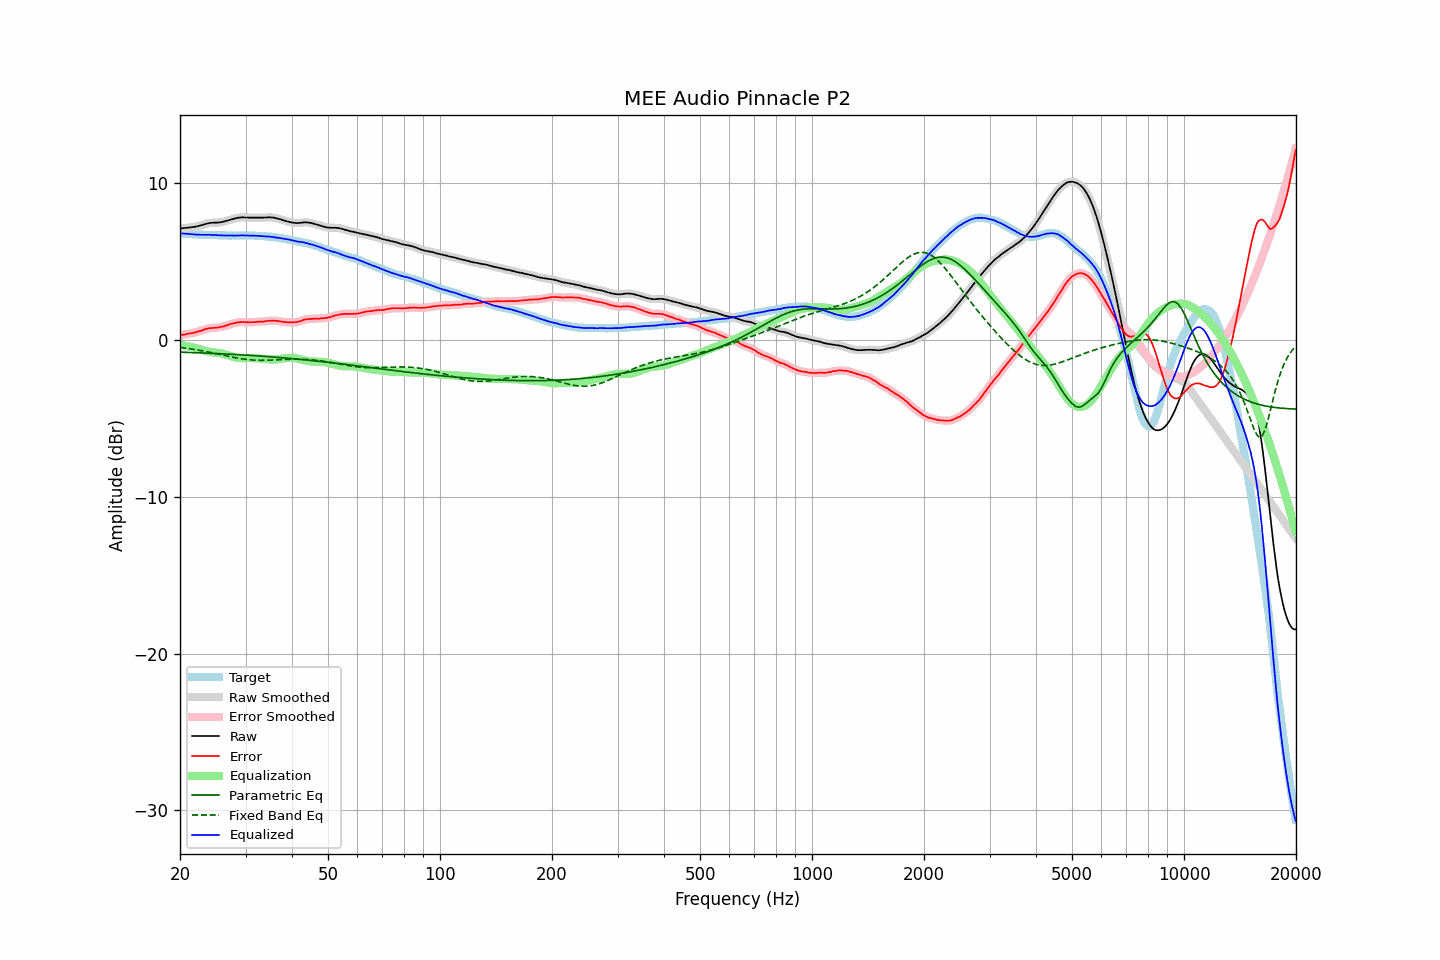 MEE Audio Pinnacle P2
Amplitude (dBr)
10
0
−10
−20
−30
Target
Raw Smoothed
Error Smoothed
Raw
Error
Equalization
Parametric Eq
Fixed Band Eq
Equalized
20 50 100 200 500 1000 2000 5000 10000 20000
Frequency (Hz)